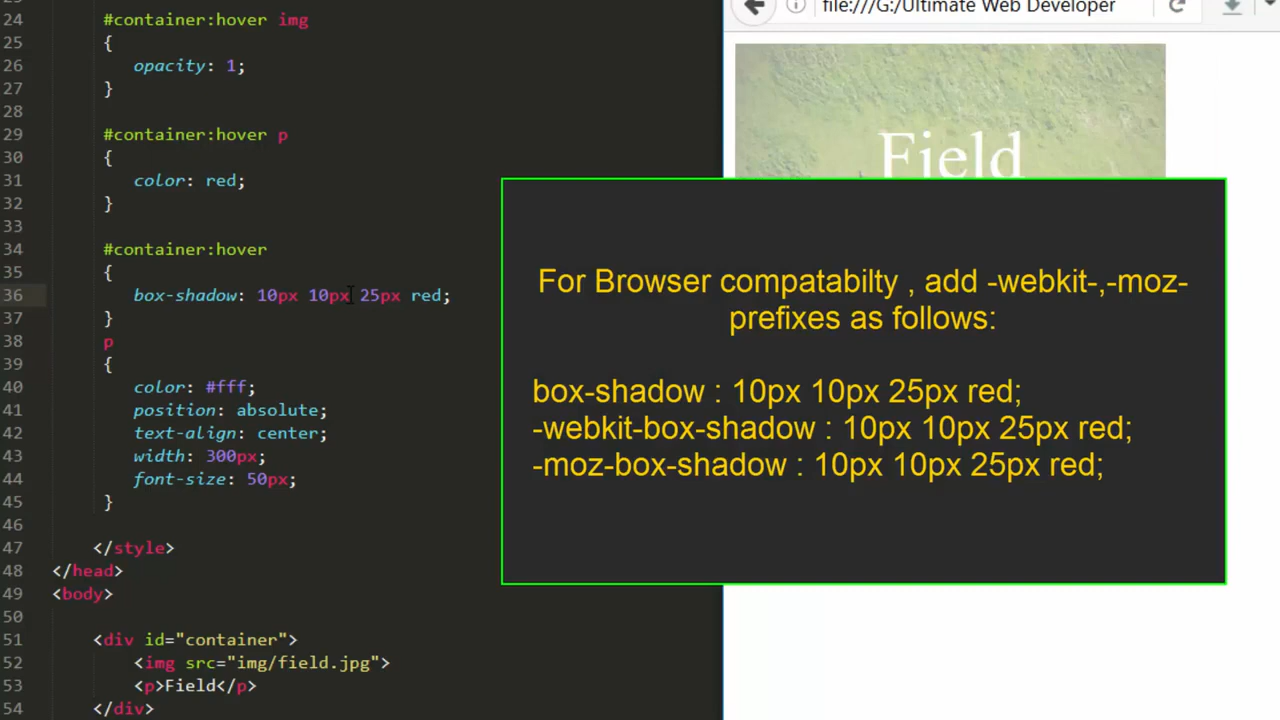 24 #container:hover img
25 {
26 opacity: 1;
27 }
28
29 #container:hover p
30 {
31 color: red;
32 }
33
34 #container:hover
35 {
36 box-shadow: 10px 10px 25px red;
37 }
38 p
39 {
40 color: #fff;
41 position: absolute;
42 text-align: center;
43 width: 300px;
44 font-size: 50px;
45 }
46
47 </style>
48 </head>
49 <body>
50
51 <div id="container">
52 <img src="img/field.jpg">
53 <p>Field</p>
54 </div>
file:///G:/Ultimate Web Developer
Field
For Browser compatabilty , add -webkit-,-moz-
prefixes as follows:
box-shadow : 10px 10px 25px red;
-webkit-box-shadow : 10px 10px 25px red;
-moz-box-shadow : 10px 10px 25px red;